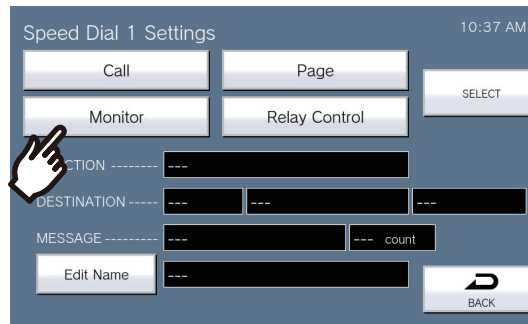 Speed Dial 1 Settings
10:37 AM
Call
Page
SELECT
Monitor
Relay Control
CTION -------- ---
DESTINATION ----- --- --- ---
MESSAGE --------- --- --- count
Edit Name
---
BACK